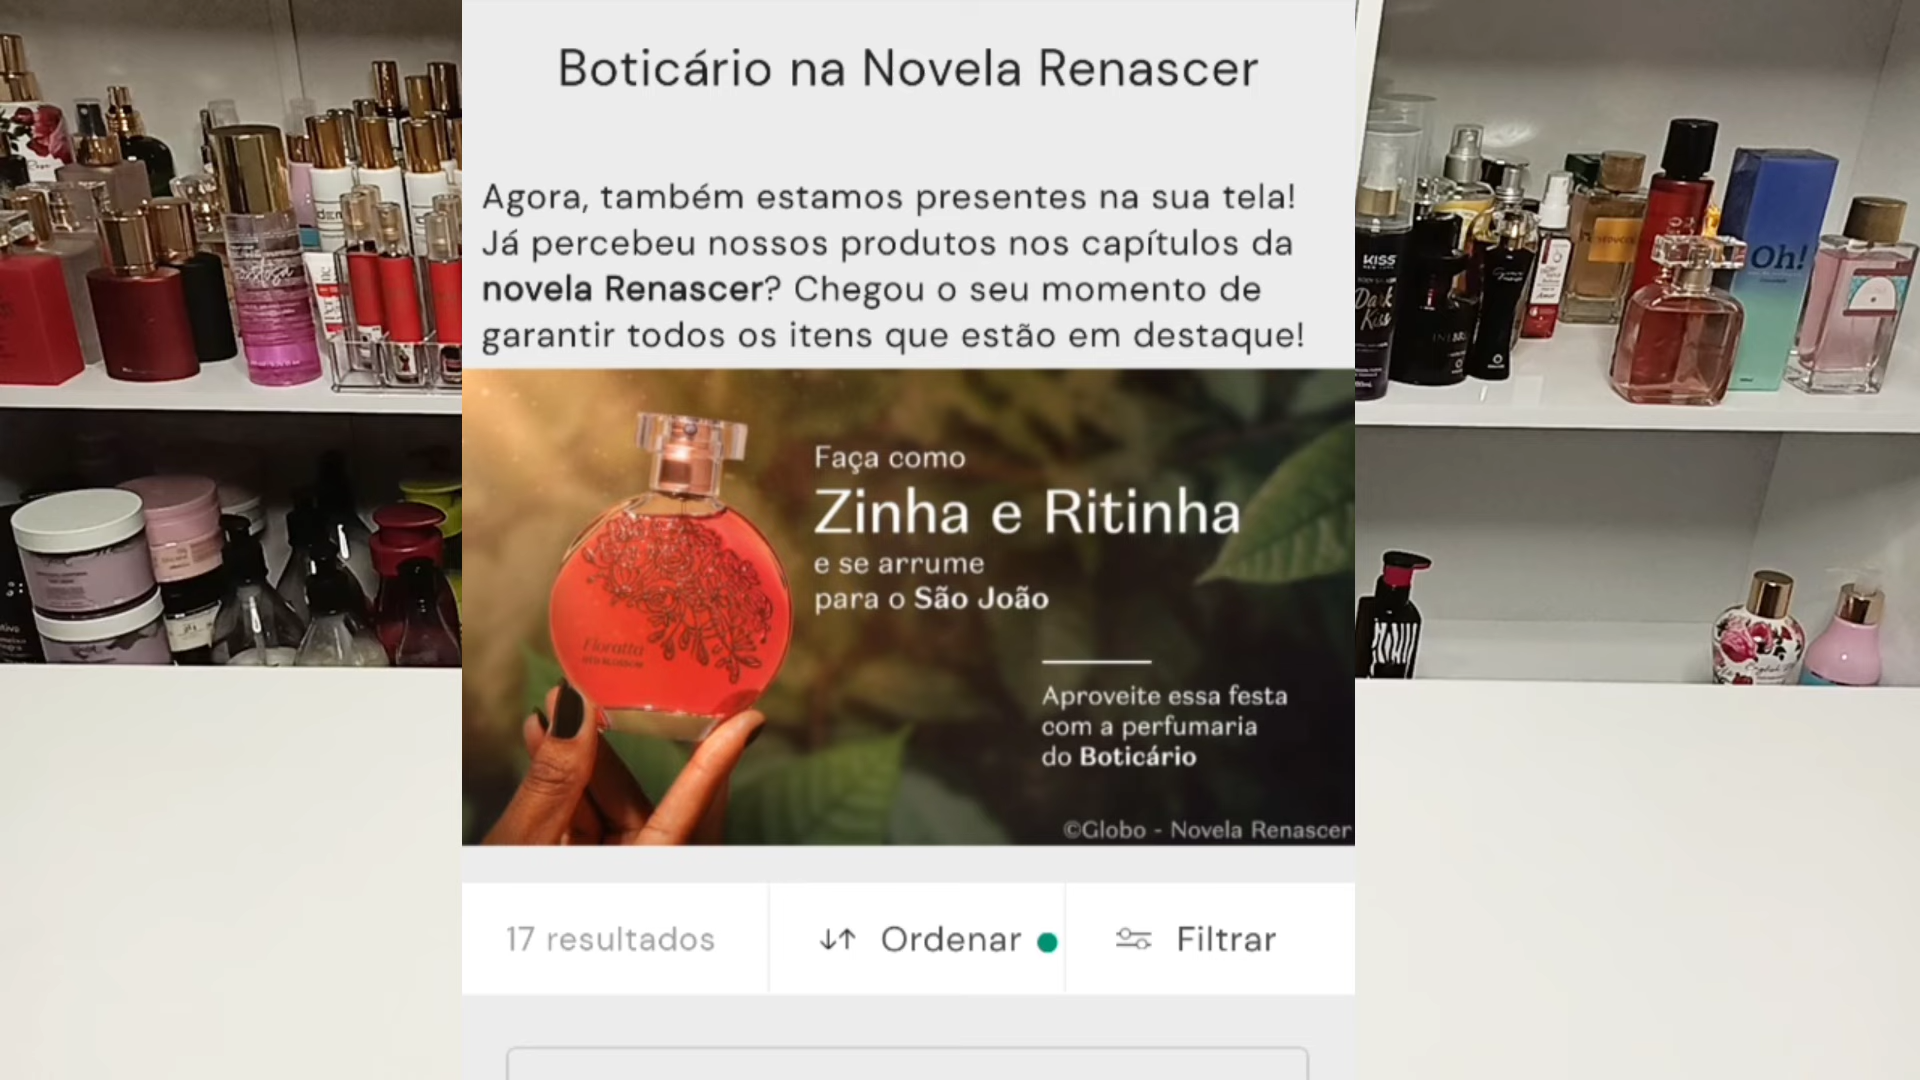 Boticário na Novela Renascer
Agora, também estamos presentes na sua tela!
Já percebeu nossos produtos nos capítulos da
novela Renascer? Chegou o seu momento de
garantir todos os itens que estão em destaque!
Faça como
Zinha e Ritinha
e se arrume
para o São João
Floratta
RED BLOSSOM
Aproveite essa festa
com a perfumaria
do Boticário
©Globo - Novela Renascer
17 resultados
Ordenar
Filtrar
KISS
Dark
Kiss
Oh!